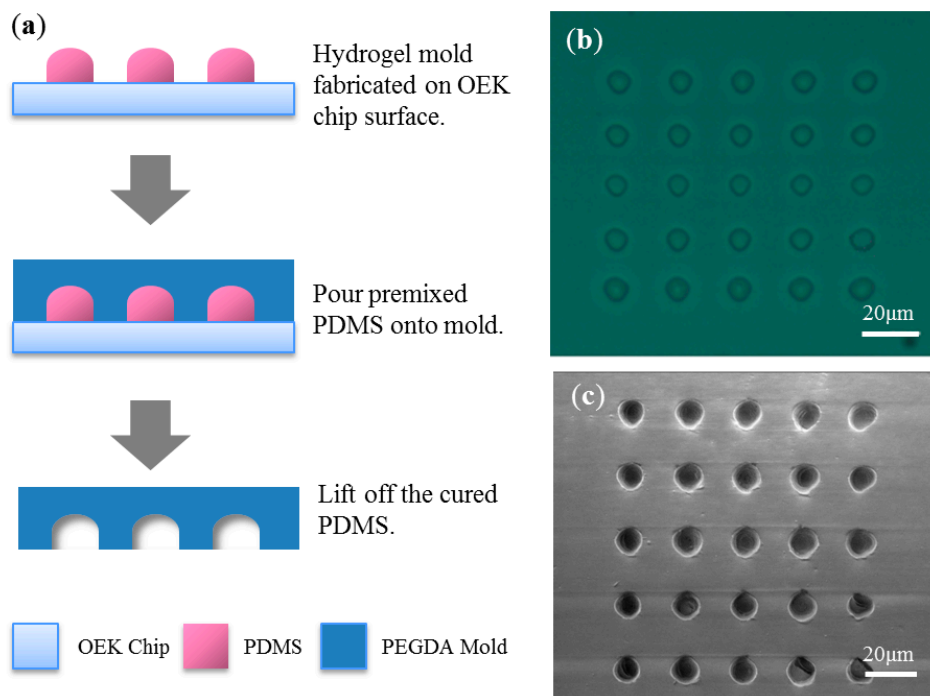 (a)
Hydrogel mold
fabricated on OEK
chip surface.
Pour premixed
PDMS onto mold.
Lift off the cured
PDMS.
OEK Chip
PDMS
PEGDA Mold
(b)
20μm
(c)
20μm